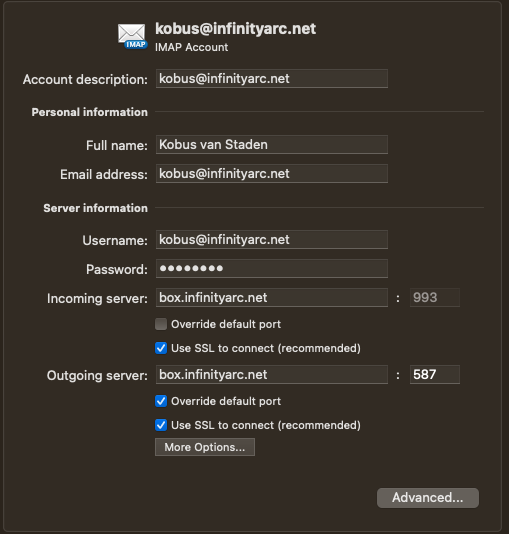 kobus@infinityarc.net
IMAP
IMAP Account
Account description: kobus@infinityarc.net
Personal information
Full name: Kobus van Staden
Email address: kobus@infinityarc.net
Server information
Username: kobus@infinityarc.net
Password: ●●●●●●●●
Incoming server: box.infinityarc.net : 993
Override default port
Use SSL to connect (recommended)
Outgoing server: box.infinityarc.net : 587
Override default port
Use SSL to connect (recommended)
More Options...
Advanced...